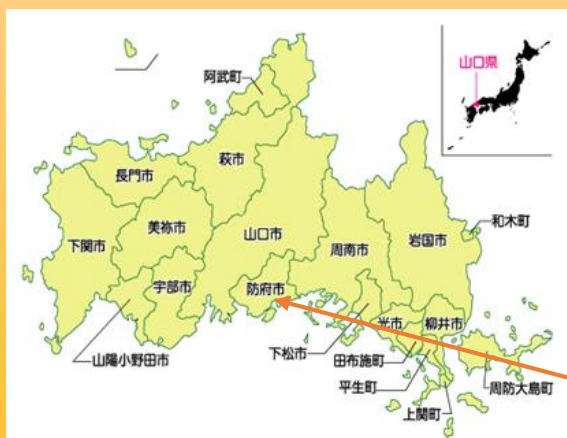 山口県
阿武町
萩市
長門市
和木町
美祢市
山口市
岩国市
下関市
周南市
宇部市
防府市
光市
柳井市
山陽小野田市
下松市
田布施町
周防大島町
平生町
上関町